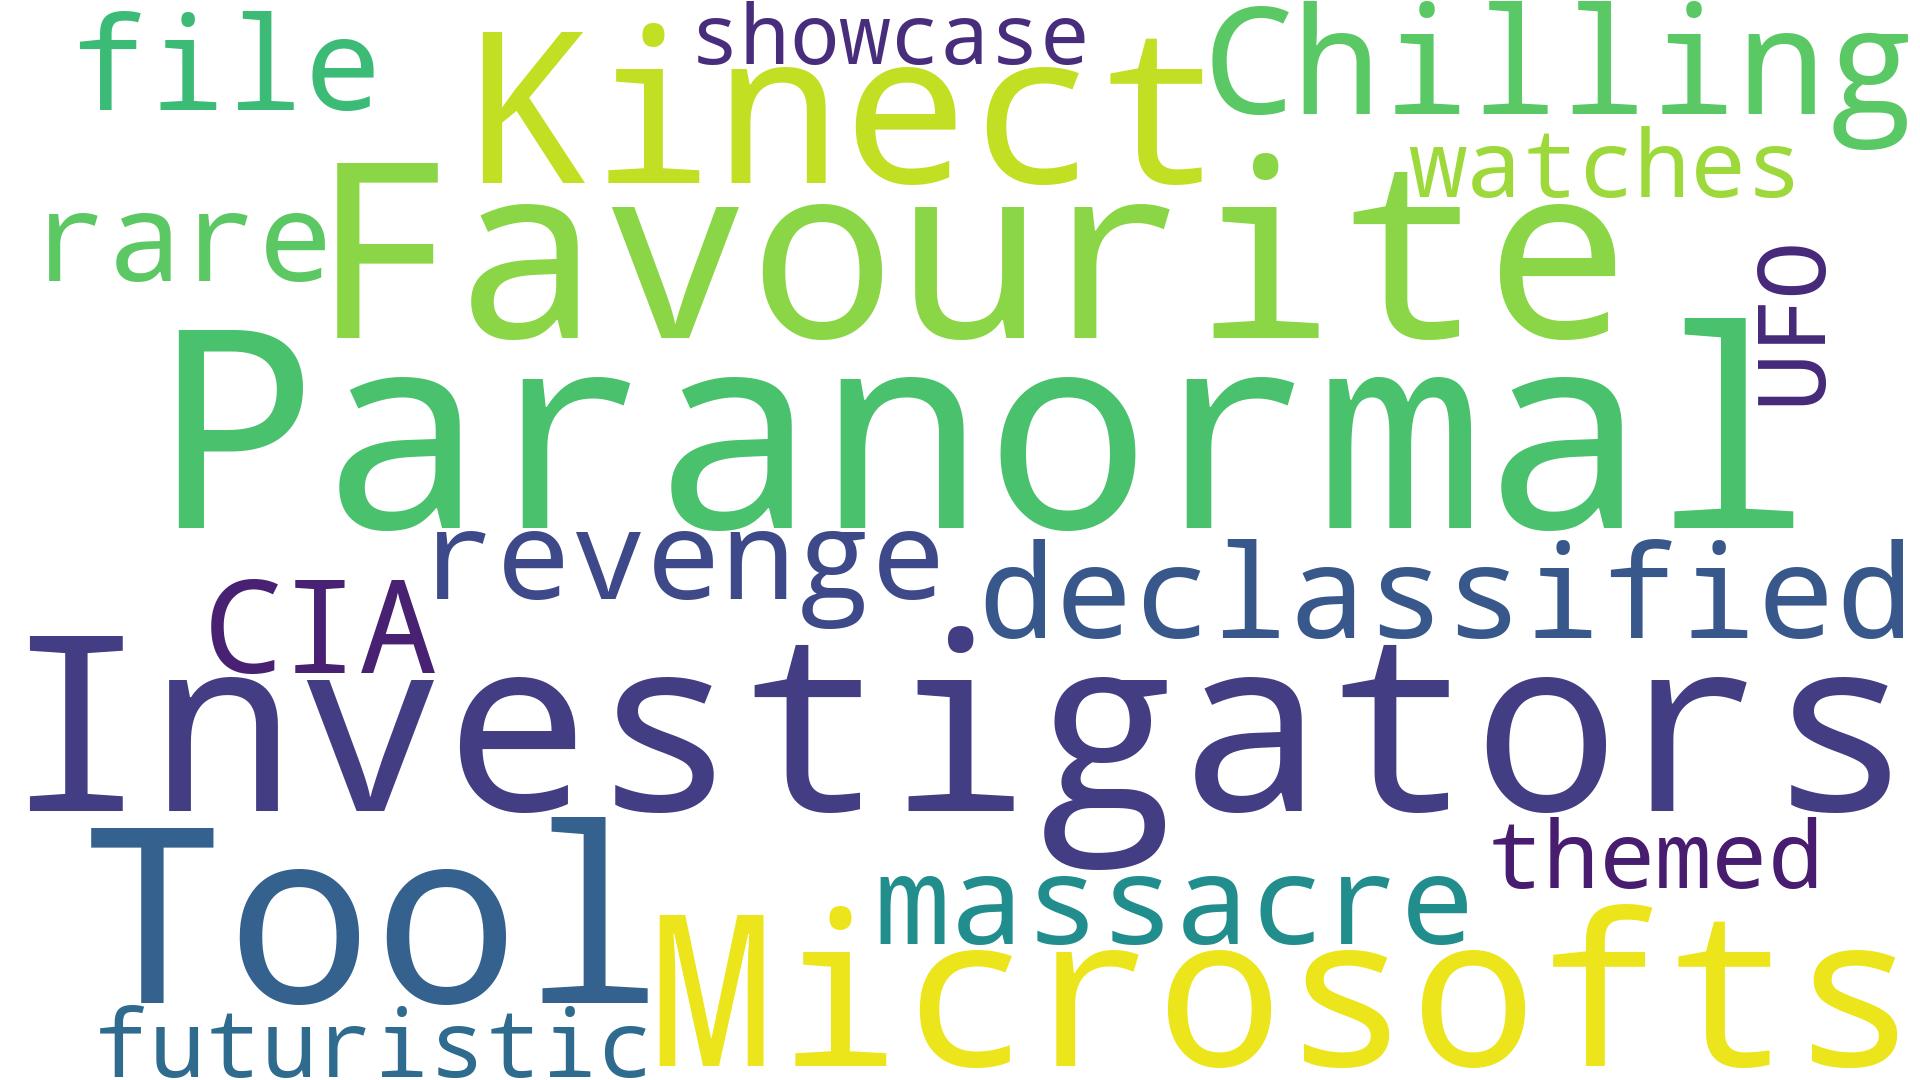 file
showcase
Kinect
Chilling
watches
rare
Favourite
UFO
Paranormal
revenge
declassified
CIA
Investigators
Tool
themed
massacre
Microsofts
futuristic